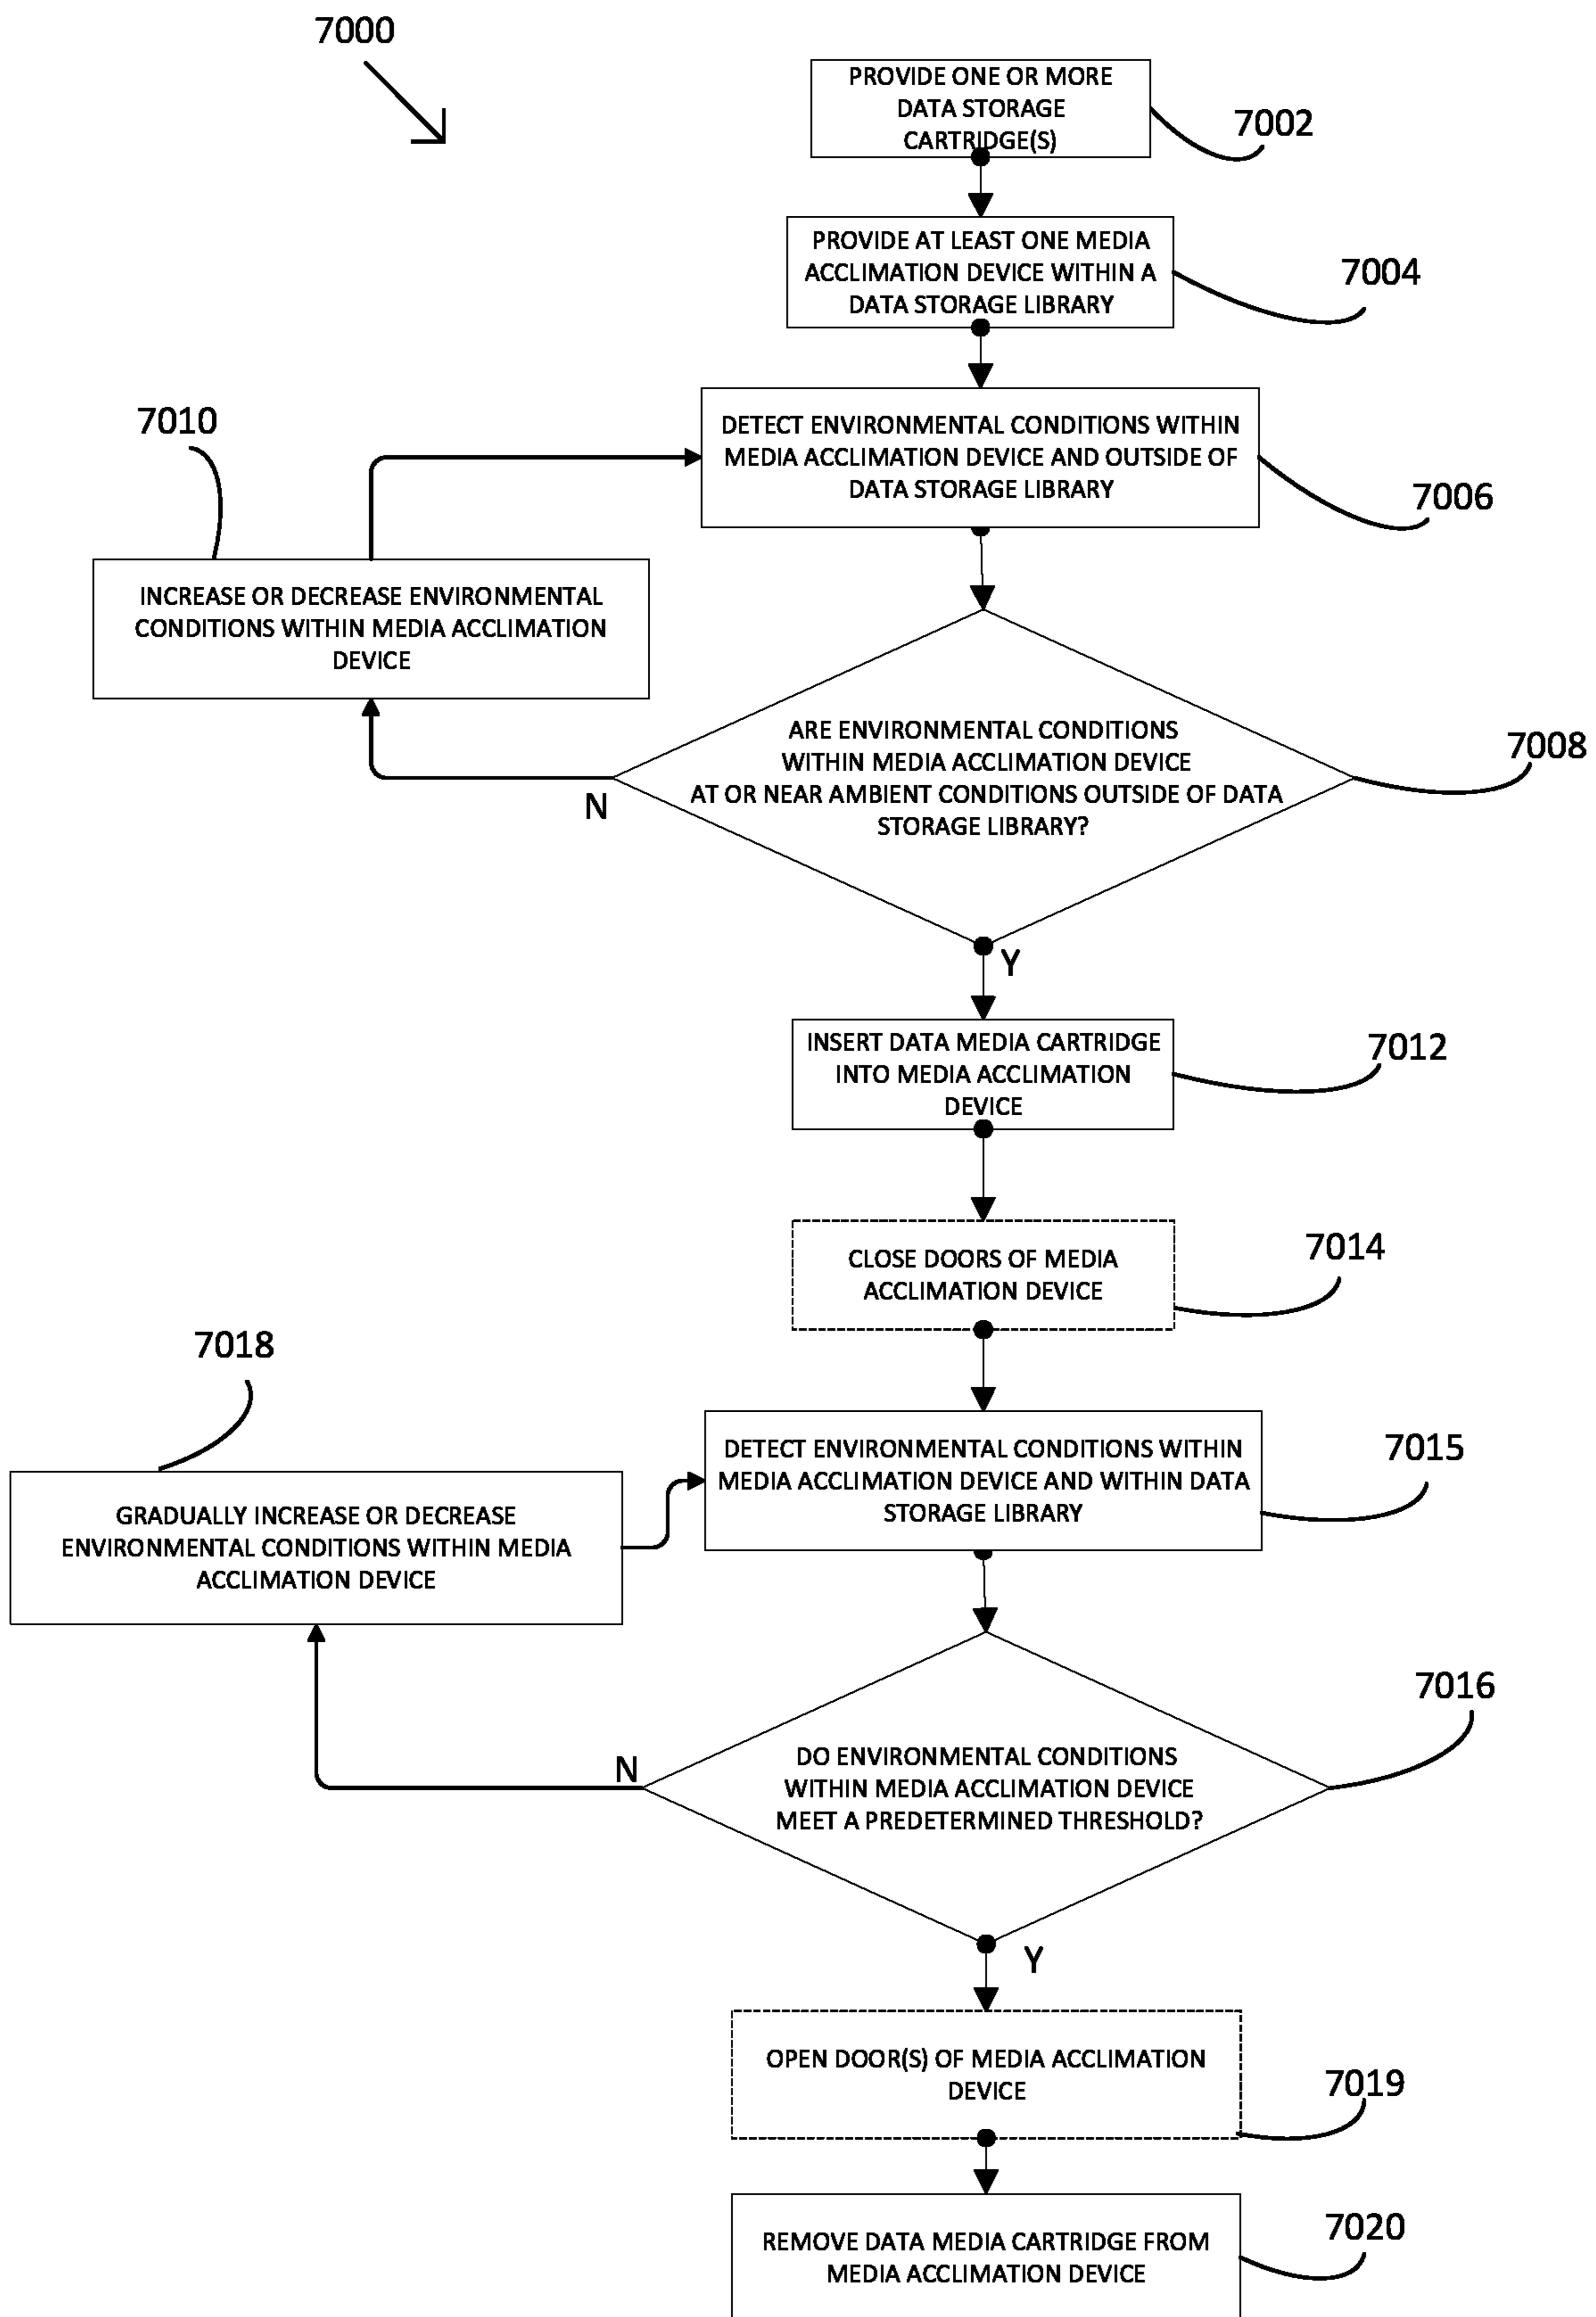 7000
PROVIDE ONE OR MORE
DATA STORAGE
CARTRIDGE(S)
7002
PROVIDE AT LEAST ONE MEDIA
ACCLIMATION DEVICE WITHIN A
DATA STORAGE LIBRARY
7004
DETECT ENVIRONMENTAL CONDITIONS WITHIN
MEDIA ACCLIMATION DEVICE AND OUTSIDE OF
DATA STORAGE LIBRARY
7006
7010
INCREASE OR DECREASE ENVIRONMENTAL
CONDITIONS WITHIN MEDIA ACCLIMATION
DEVICE
ARE ENVIRONMENTAL CONDITIONS
WITHIN MEDIA ACCLIMATION DEVICE
AT OR NEAR AMBIENT CONDITIONS OUTSIDE OF DATA
STORAGE LIBRARY?
7008
N
Y
INSERT DATA MEDIA CARTRIDGE
INTO MEDIA ACCLIMATION
DEVICE
7012
CLOSE DOORS OF MEDIA
ACCLIMATION DEVICE
7014
7018
GRADUALLY INCREASE OR DECREASE
ENVIRONMENTAL CONDITIONS WITHIN MEDIA
ACCLIMATION DEVICE
DETECT ENVIRONMENTAL CONDITIONS WITHIN
MEDIA ACCLIMATION DEVICE AND WITHIN DATA
STORAGE LIBRARY
7015
DO ENVIRONMENTAL CONDITIONS
WITHIN MEDIA ACCLIMATION DEVICE
MEET A PREDETERMINED THRESHOLD?
7016
N
Y
OPEN DOOR(S) OF MEDIA ACCLIMATION
DEVICE
7019
REMOVE DATA MEDIA CARTRIDGE FROM
MEDIA ACCLIMATION DEVICE
7020